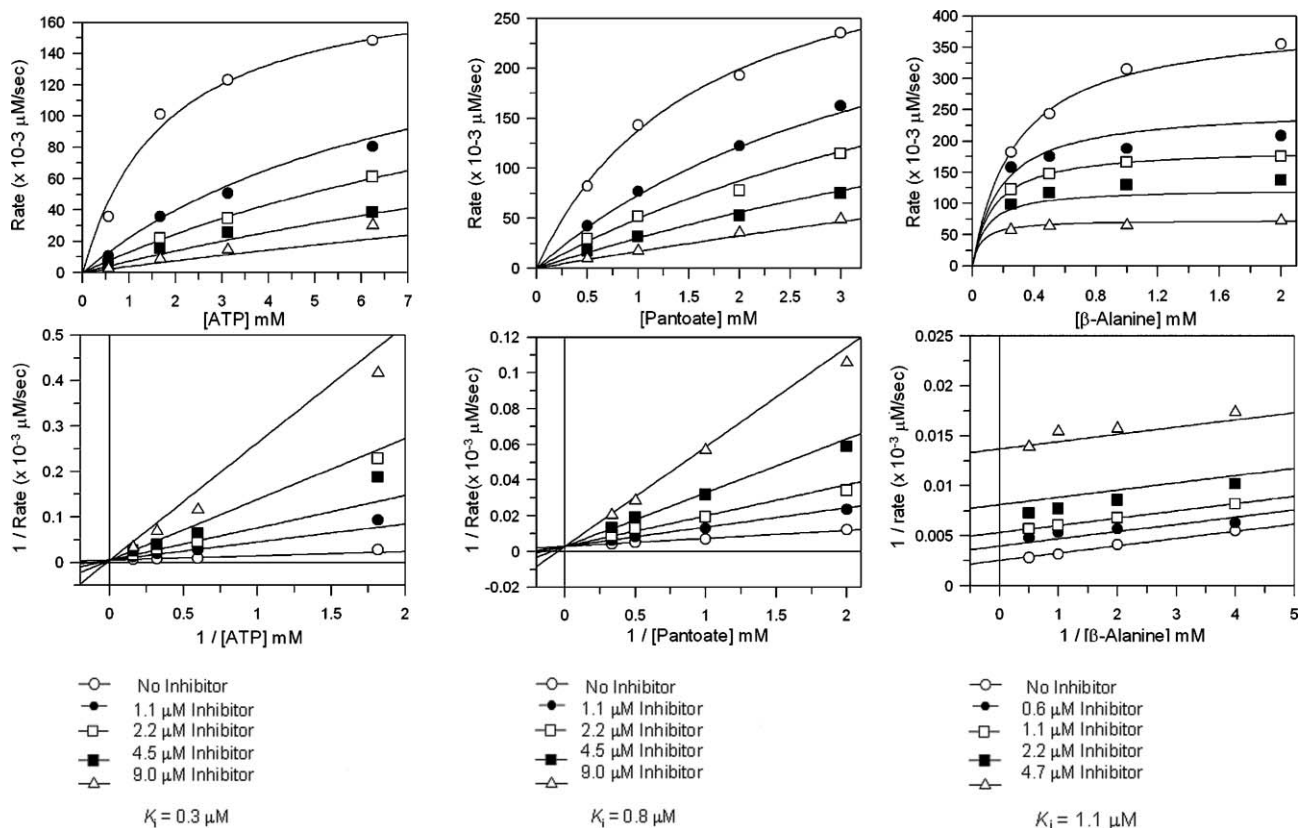 160
140
120
100
80
60
40
20
0
Rate (x 10-3 µM/sec)
0 1 2 3 4 5 6 7
[ATP] mM
250
200
150
100
50
0
Rate (x 10-3 µM/sec)
0 0.5 1 1.5 2 2.5 3
[Pantoate] mM
400
350
300
250
200
150
100
50
0
Rate (x 10-3 µM/sec)
0 0.4 0.8 1.2 1.6 2
[β-Alanine] mM
0.5
0.4
0.3
0.2
0.1
0
1 / Rate (x 10⁻³ µM/sec)
0 0.5 1 1.5 2
1 / [ATP] mM
0.12
0.1
0.08
0.06
0.04
0.02
0
-0.02
1 / Rate(x 10⁻³ µM/sec)
0 0.5 1 1.5 2
1 / [Pantoate] mM
0.025
0.02
0.015
0.01
0.005
0
1 / rate (x 10⁻³ µM/sec)
0 1 2 3 4 5
1 / [β-Alanine] mM
No Inhibitor
1.1 µM Inhibitor
2.2 µM Inhibitor
4.5 µM Inhibitor
9.0 µM Inhibitor
Ki = 0.3 µM
No Inhibitor
1.1 µM Inhibitor
2.2 µM Inhibitor
4.5 µM Inhibitor
9.0 µM Inhibitor
Ki = 0.8 µM
No Inhibitor
0.6 µM Inhibitor
1.1 µM Inhibitor
2.2 µM Inhibitor
4.7 µM Inhibitor
Ki = 1.1 µM